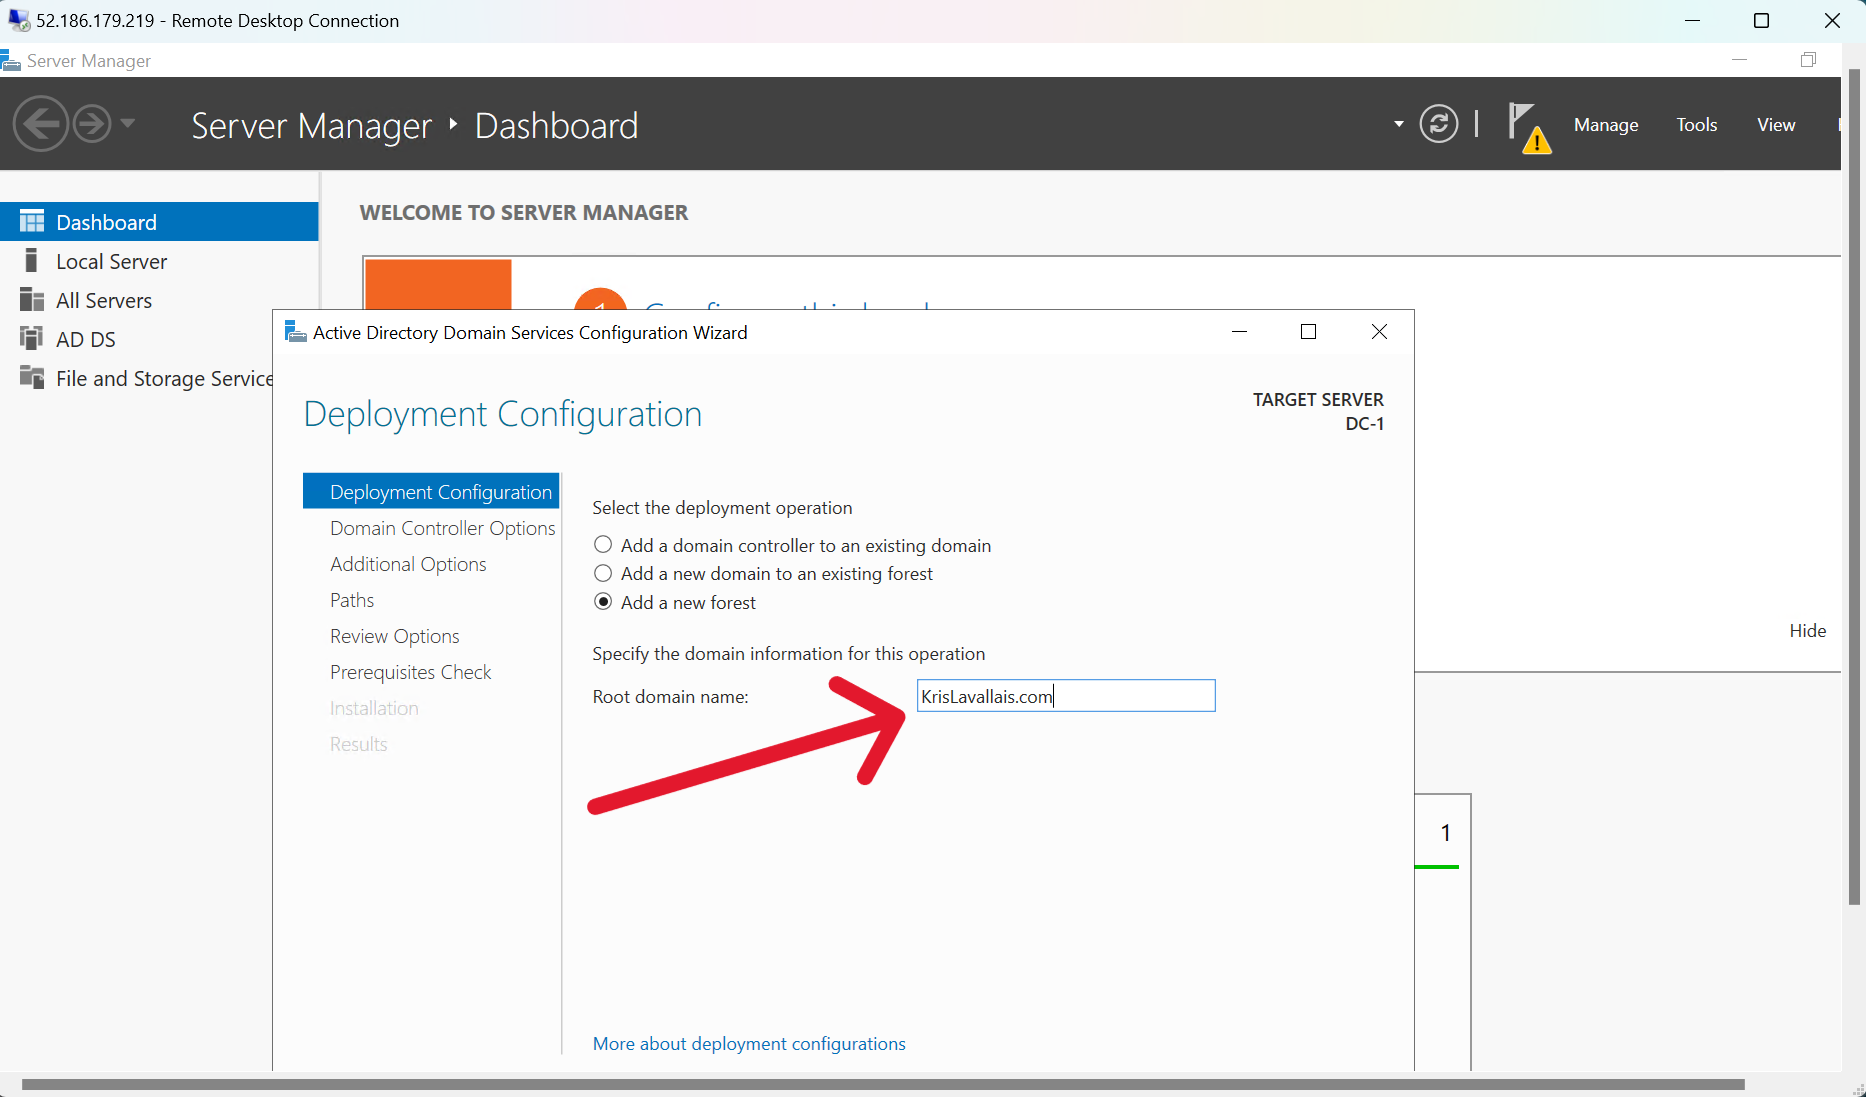 52.186.179.219 - Remote Desktop Connection
Server Manager
Server Manager Dashboard
Manage Tools View
Dashboard
Local Server
All Servers
AD DS
File and Storage Service
WELCOME TO SERVER MANAGER
Active Directory Domain Services Configuration Wizard
Deployment Configuration
TARGET SERVER
DC-1
Deployment Configuration
Domain Controller Options
Additional Options
Paths
Review Options
Prerequisites Check
Installation
Results
Select the deployment operation
Add a domain controller to an existing domain
Add a new domain to an existing forest
Add a new forest
Specify the domain information for this operation
Root domain name: KrisLavallais.com
More about deployment configurations
Hide
1